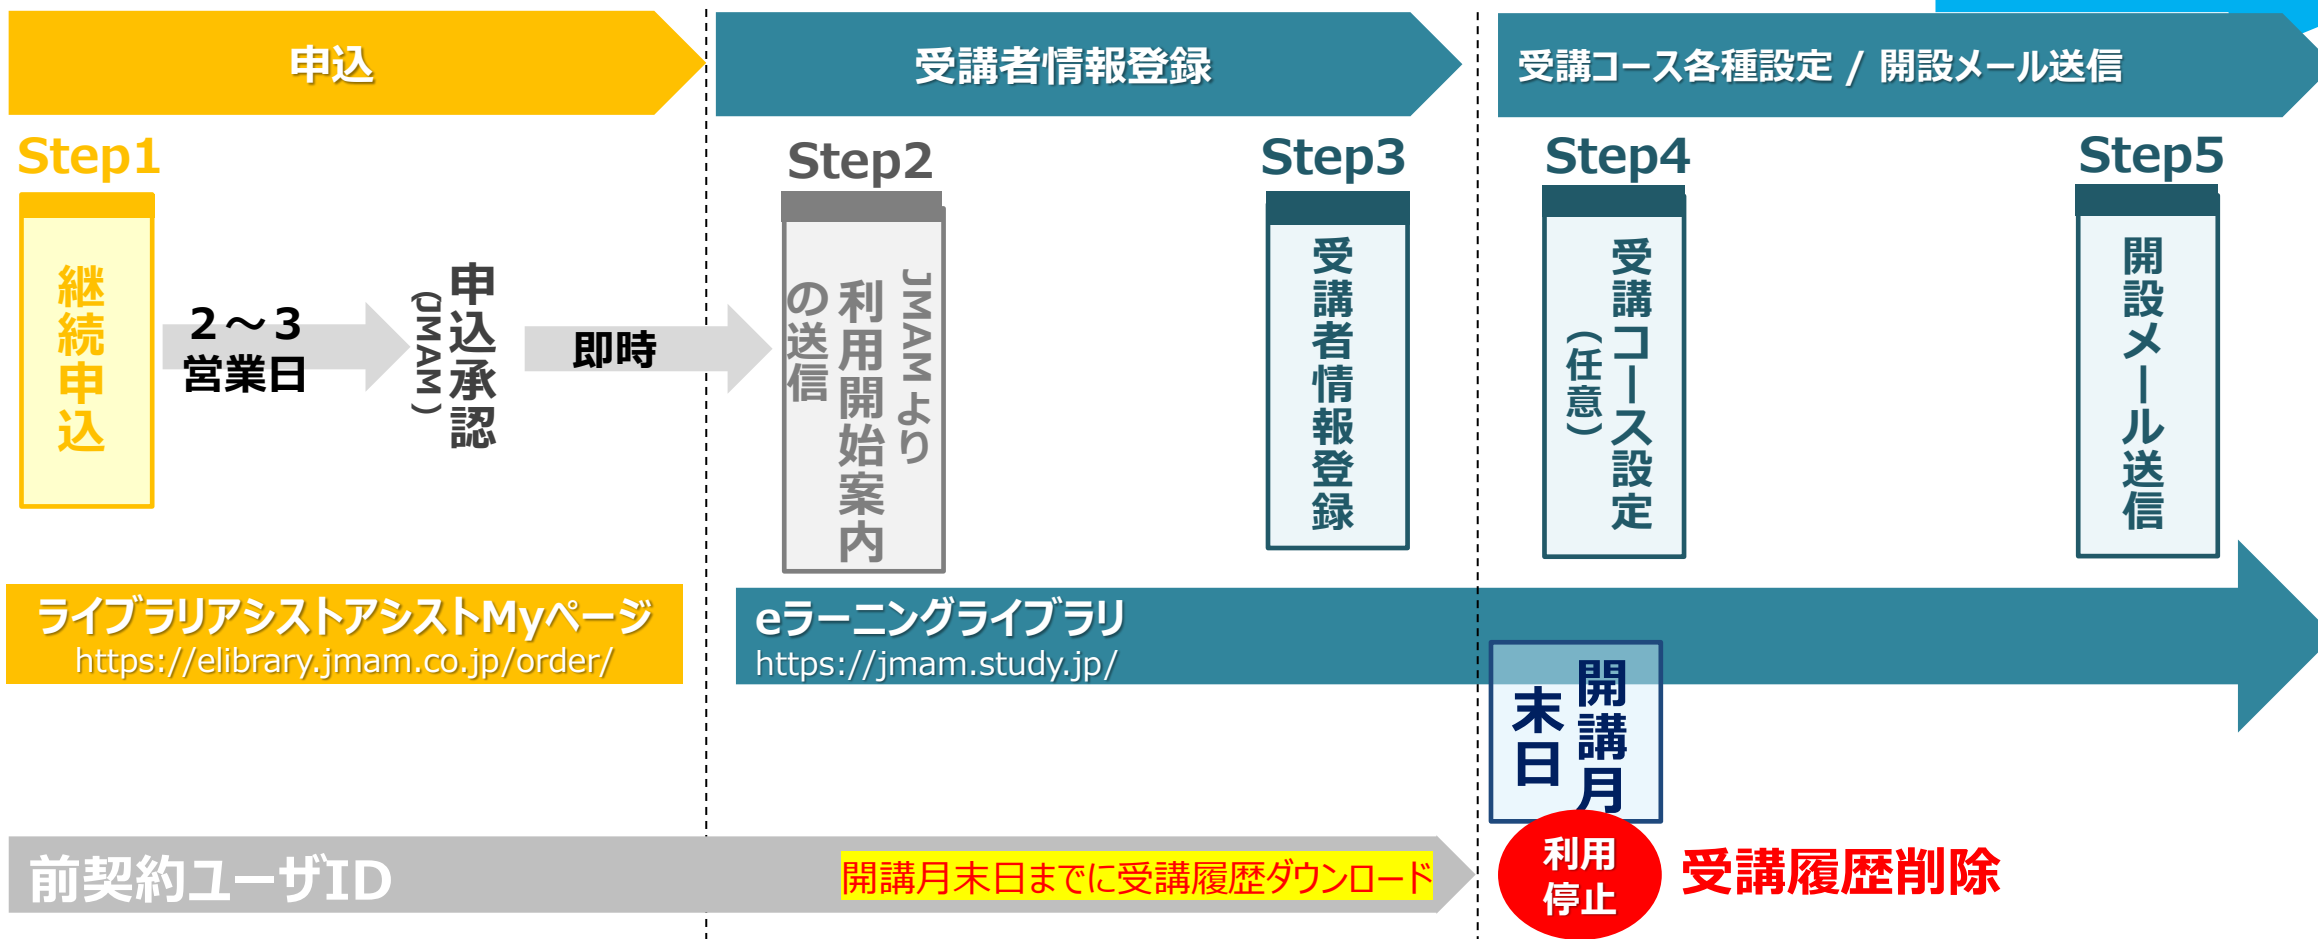 申込
受講者情報登録
受講コース各種設定 / 開設メール送信
Step1
継続申込
２～３
営業日
申込承認
(JMAM)
即時
Step2
JMAMより
利用開始案内
の送信
Step3
受講者情報登録
Step4
受講コース設定
（任意）
Step5
開設メール送信
ライブラリアシストアシストMyページ
https://elibrary.jmam.co.jp/order/
eラーニングライブラリ
https://jmam.study.jp/
開講月
末日
前契約ユーザID
開講月末日までに受講履歴ダウンロード
利用
停止
受講履歴削除